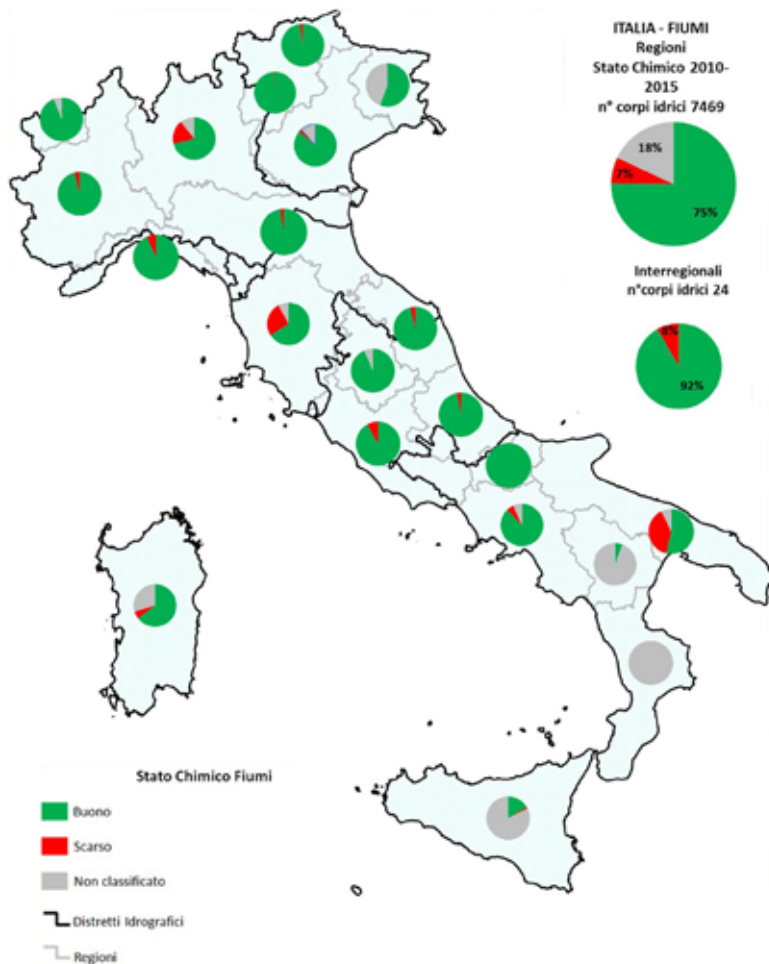 ITALIA - FIUMI
Regioni
Stato Chimico 2010-
2015
n° corpi idrici 7469
18%
7%
75%
Interregionali
n°corpi idrici 24
8%
92%
Stato Chimico Fiumi
Buono
Scarso
Non classificato
Distretti Idrografici
Regioni